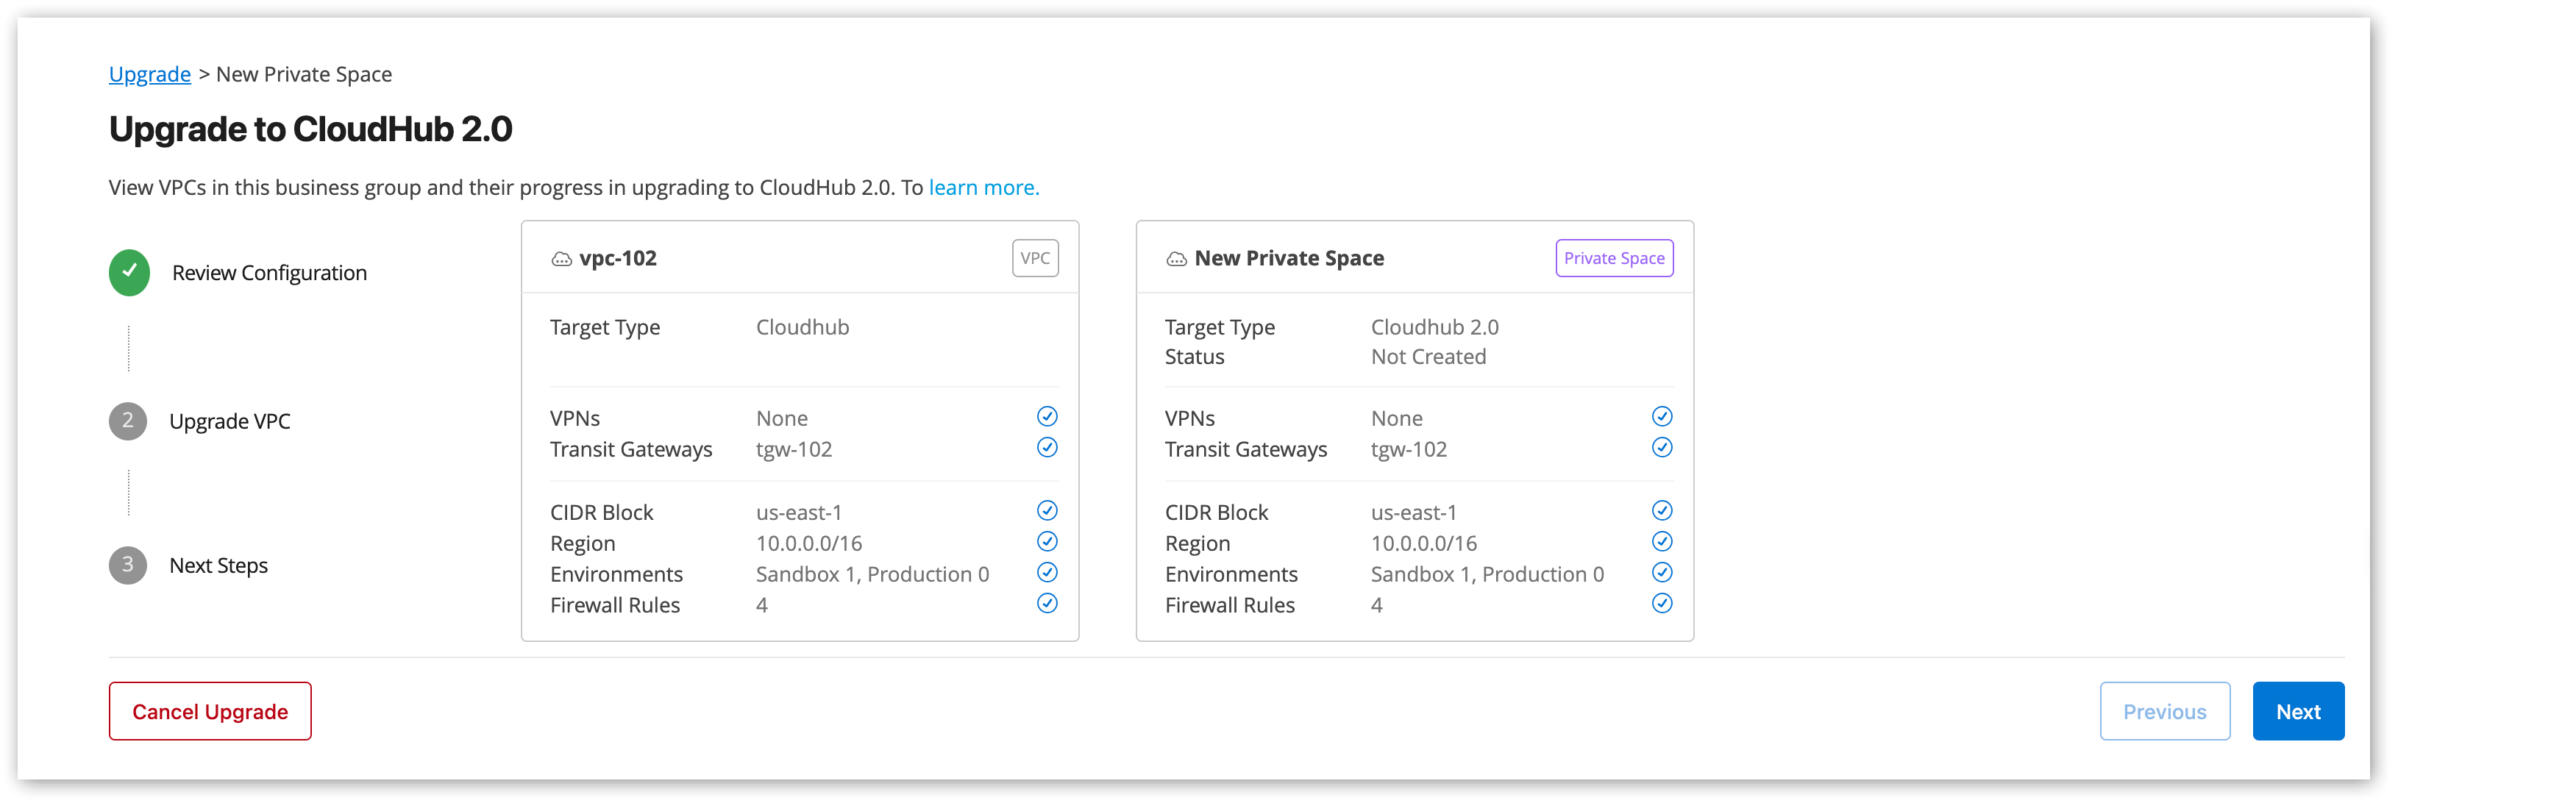 Upgrade > New Private Space
Upgrade to CloudHub 2.0
View VPCs in this business group and their progress in upgrading to CloudHub 2.0. To learn more.
Review Configuration
2 Upgrade VPC
3 Next Steps
vpc-102 VPC
Target Type Cloudhub
VPNs None
Transit Gateways tgw-102
CIDR Block us-east-1
Region 10.0.0.0/16
Environments Sandbox 1, Production 0
Firewall Rules 4
New Private Space Private Space
Target Type Cloudhub 2.0
Status Not Created
VPNs None
Transit Gateways tgw-102
CIDR Block us-east-1
Region 10.0.0.0/16
Environments Sandbox 1, Production 0
Firewall Rules 4
Cancel Upgrade Previous Next